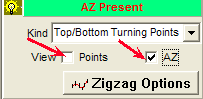 AZ Present
Kind Top/Bottom Turning Points
View Points AZ
Zigzag Options